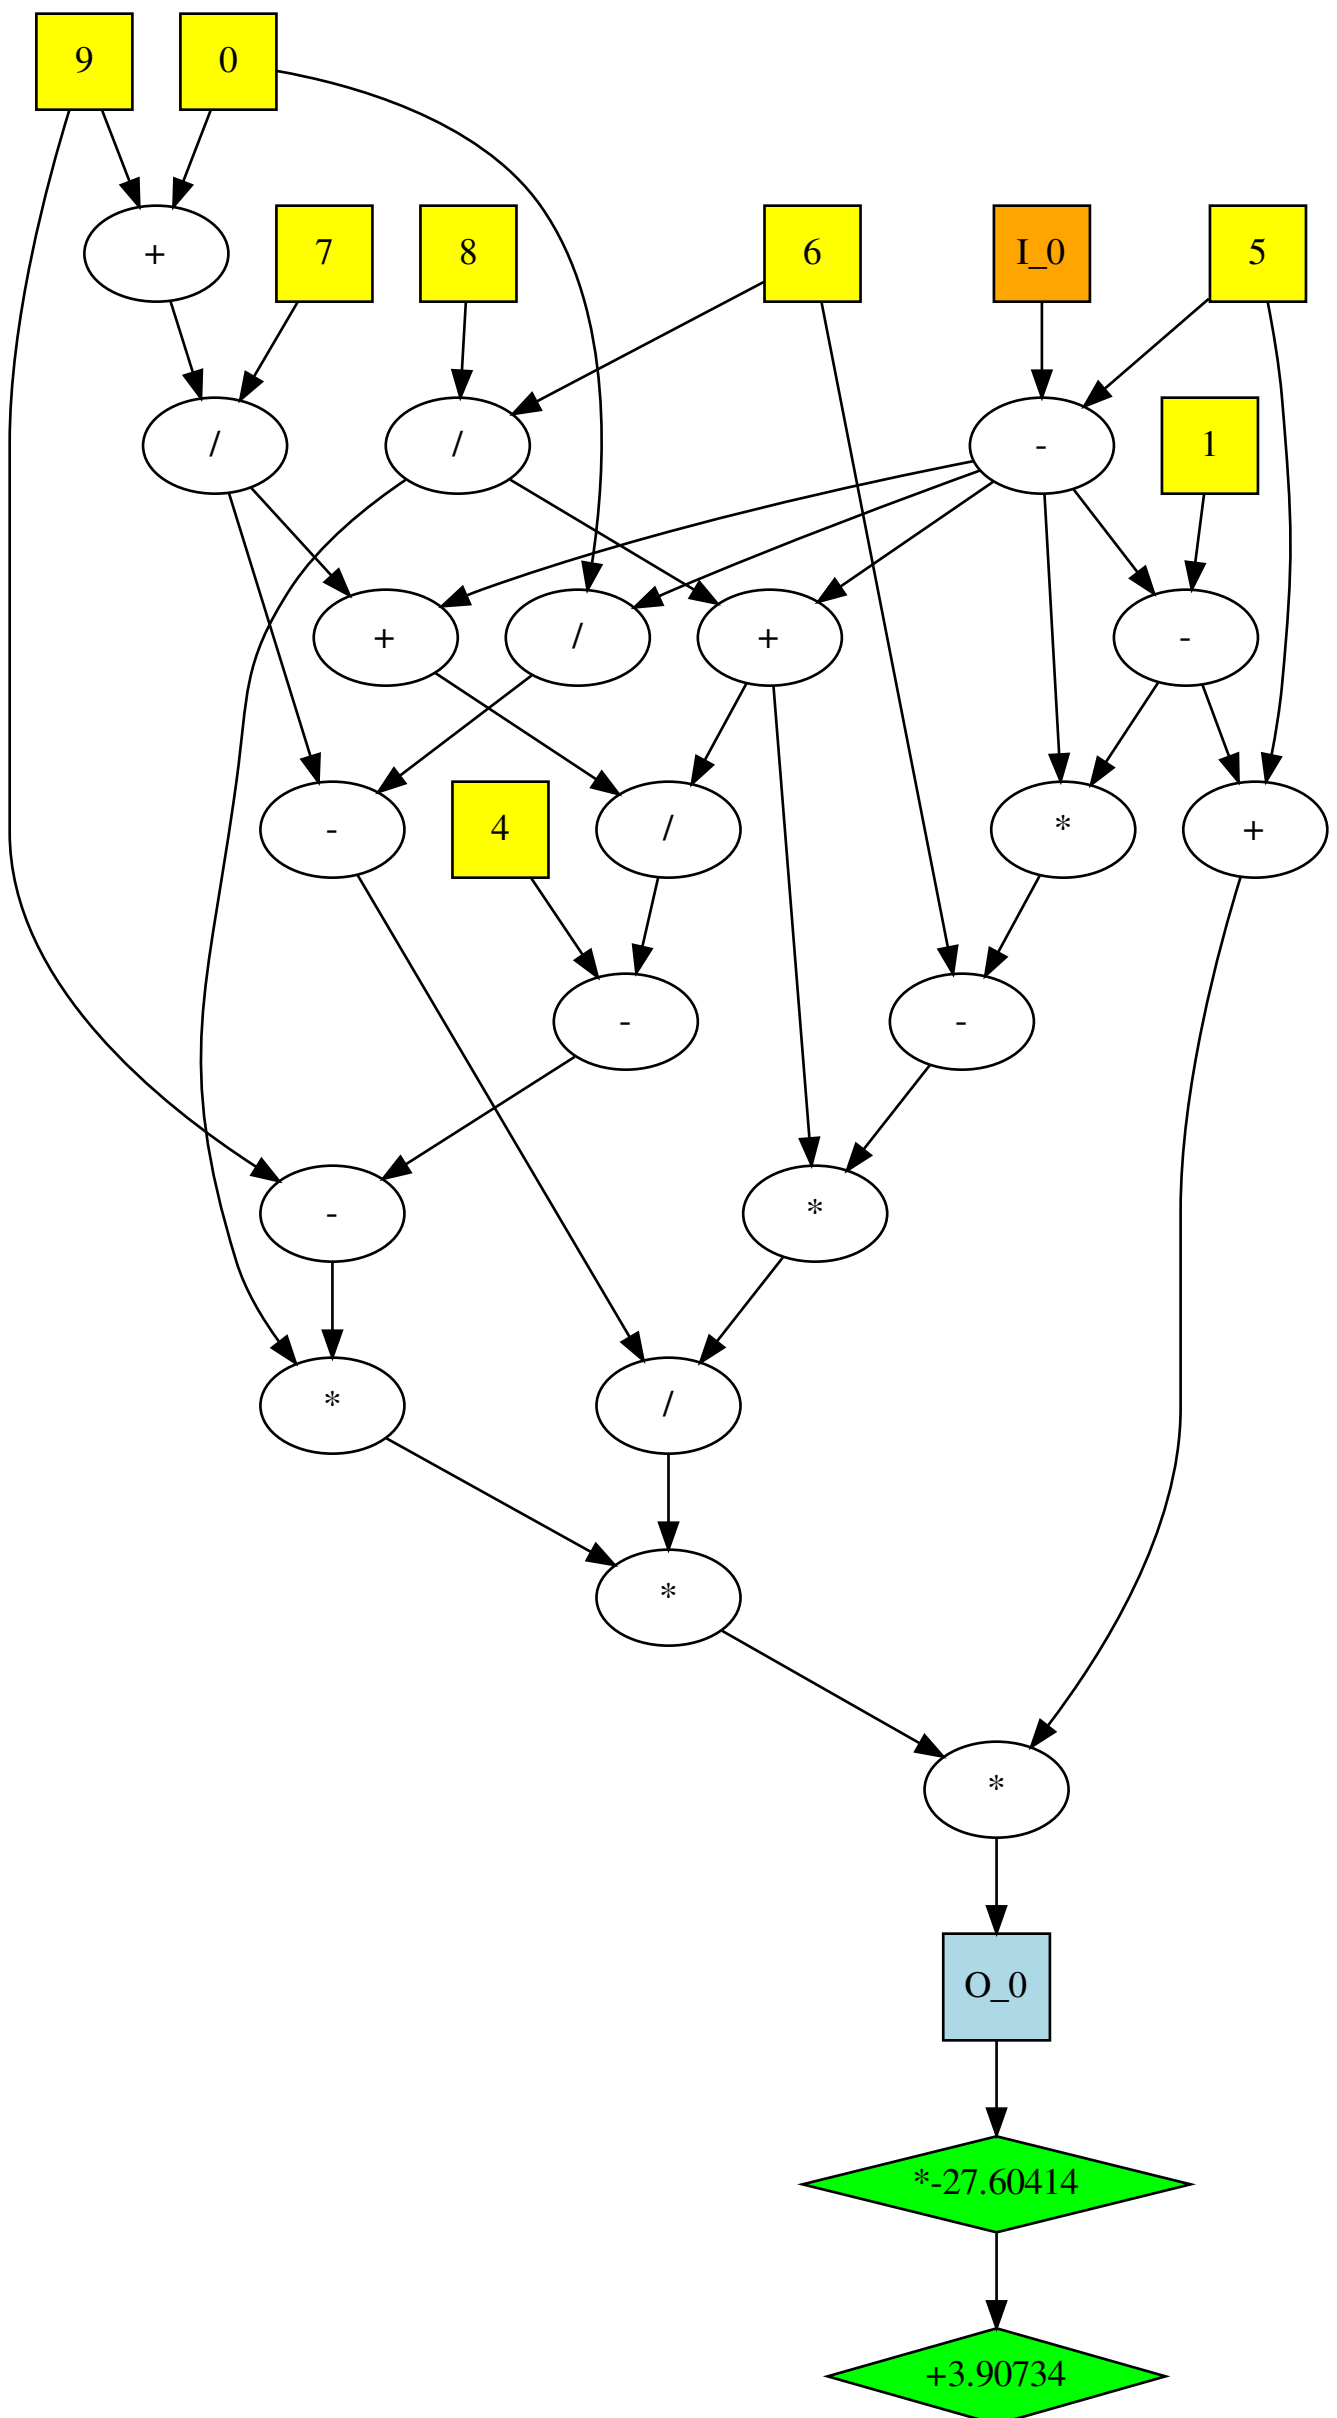 9 0
+ 7 8 6 I_0 5
/ / - 1
+ / + -
- 4 / * +
- -
- *
* /
*
*
O_0
*-27.60414
+3.90734